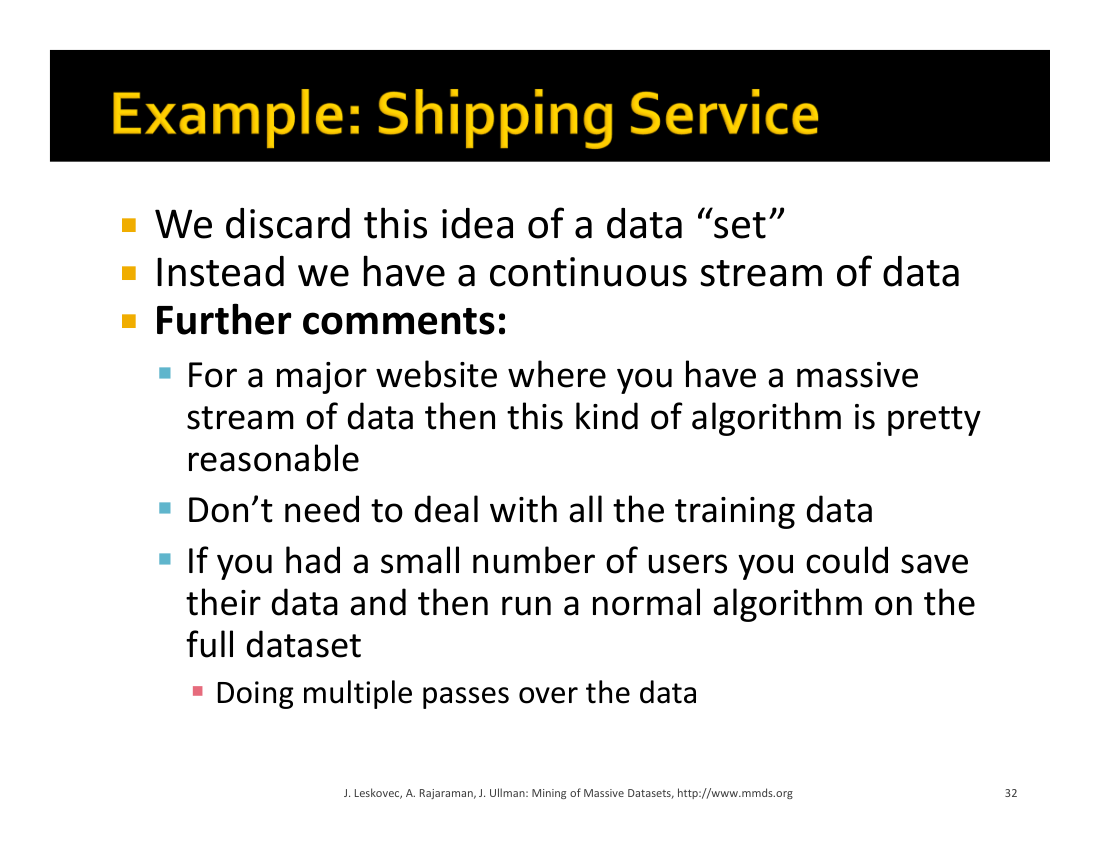 Example: Shipping Service
We discard this idea of a data “set”
Instead we have a continuous stream of data
Further comments:
For a major website where you have a massive
stream of data then this kind of algorithm is pretty
reasonable
Don’t need to deal with all the training data
If you had a small number of users you could save
their data and then run a normal algorithm on the
full dataset
Doing multiple passes over the data
J. Leskovec, A. Rajaraman, J. Ullman: Mining of Massive Datasets, http://www.mmds.org
32